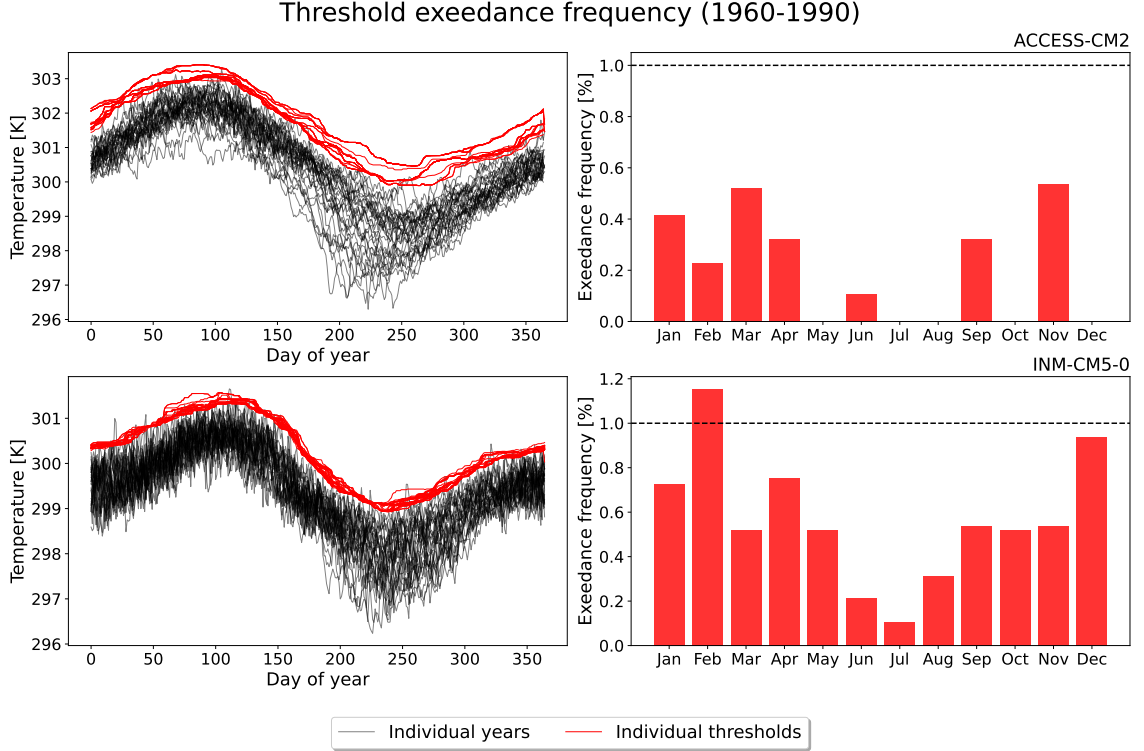 Threshold exeedance frequency (1960-1990)
ACCESS-CM2
Temperature [K]
303
302
301
300
299
298
297
296
0 50 100 150 200 250 300 350
Day of year
Exeedance frequency [%]
1.0
0.8
0.6
0.4
0.2
0.0
Jan Feb Mar Apr May Jun Jul Aug Sep Oct Nov Dec
INM-CM5-0
Temperature [K]
301
300
299
298
297
296
0 50 100 150 200 250 300 350
Day of year
Exeedance frequency [%]
1.2
1.0
0.8
0.6
0.4
0.2
0.0
Jan Feb Mar Apr May Jun Jul Aug Sep Oct Nov Dec
Individual years Individual thresholds